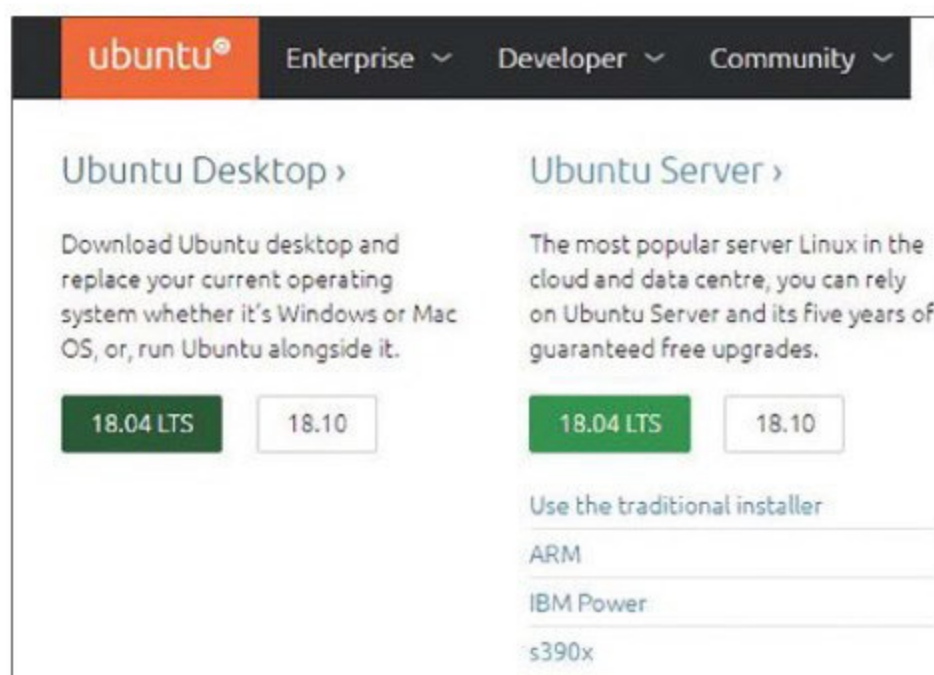 ubuntu® Enterprise Developer Community
Ubuntu Desktop ›
Download Ubuntu desktop and
replace your current operating
system whether it's Windows or Mac
OS, or, run Ubuntu alongside it.
18.04 LTS 18.10
Ubuntu Server ›
The most popular server Linux in the
cloud and data centre, you can rely
on Ubuntu Server and its five years of
guaranteed free upgrades.
18.04 LTS 18.10
Use the traditional installer
ARM
IBM Power
s390x